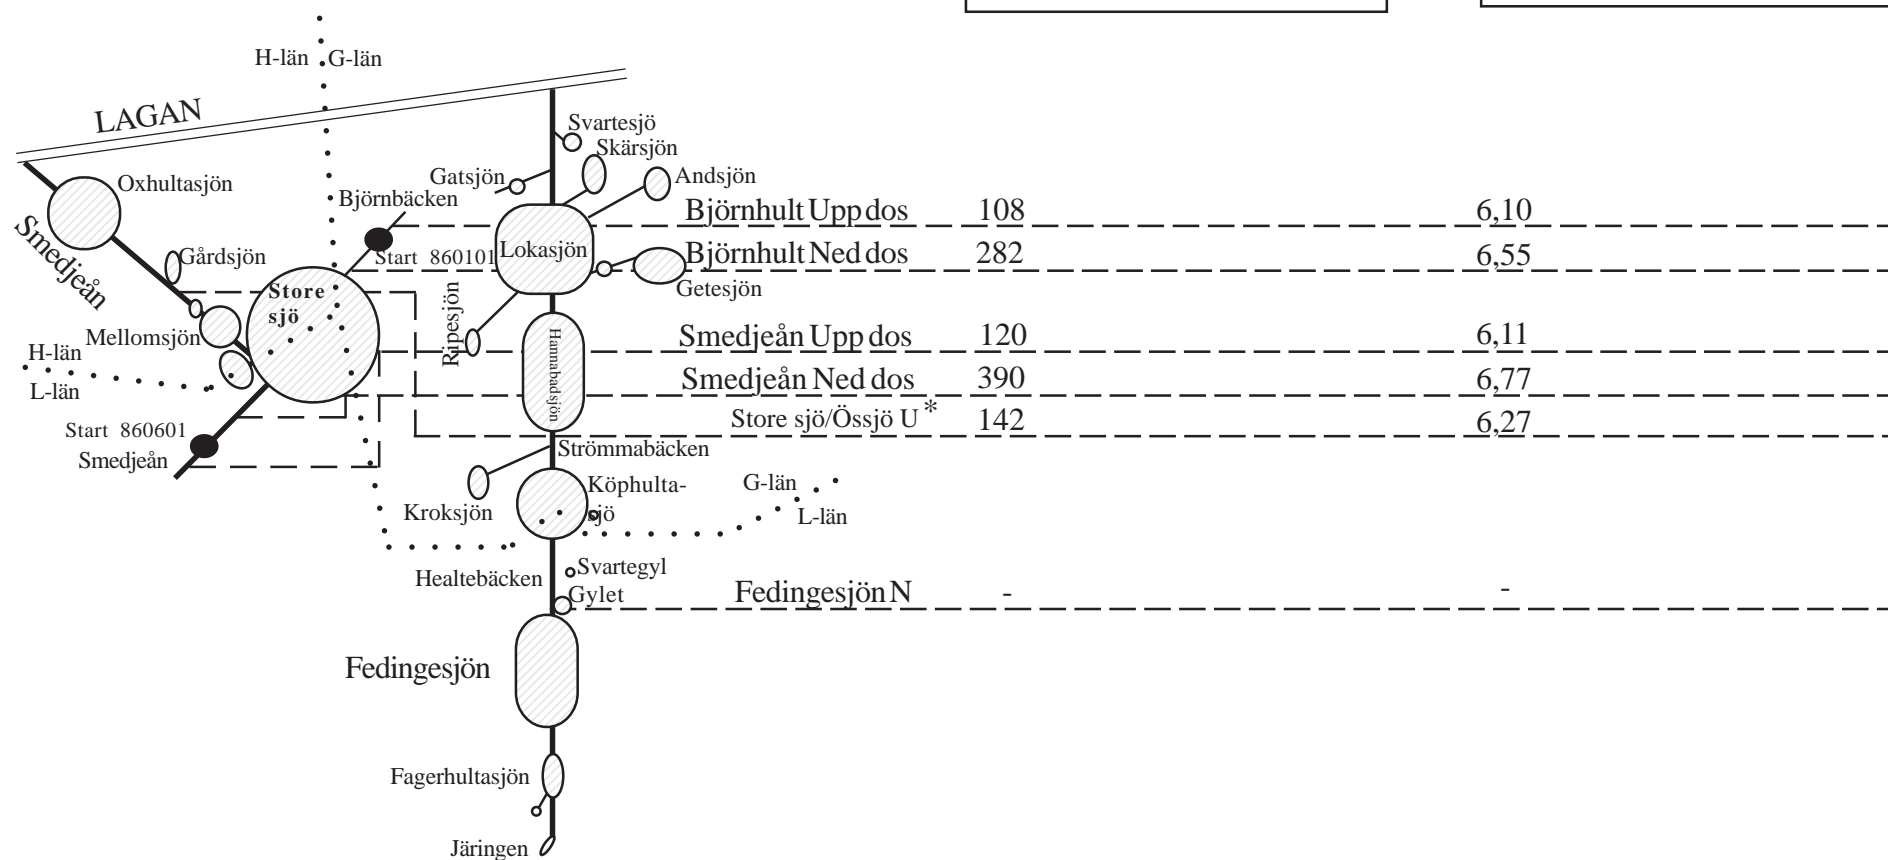 H-län G-län
LAGAN
Svartesjö
Skärsjön
Gatsjön
Andsjön
Oxhultasjön
Björnbäcken
Björnhult Upp dos 108 6,10
Smedjeån
Gårdsjön
Start 860101
Lokasjön
Björnhult Ned dos 282 6,55
Store
sjö
Getesjön
Ripesjön
Mellomsjön
Hannabadsjön
Smedjeån Upp dos 120 6,11
H-län
L-län
Smedjeån Ned dos 390 6,77
Store sjö/Össjö U* 142 6,27
Start 860601
Smedjeån
Strömmabäcken
Köphulta-
sjö
G-län
L-län
Kroksjön
Healtebäcken
Svartegyl
Gylet
Fedingesjön N - -
Fedingesjön
Fagerhultasjön
Järingen